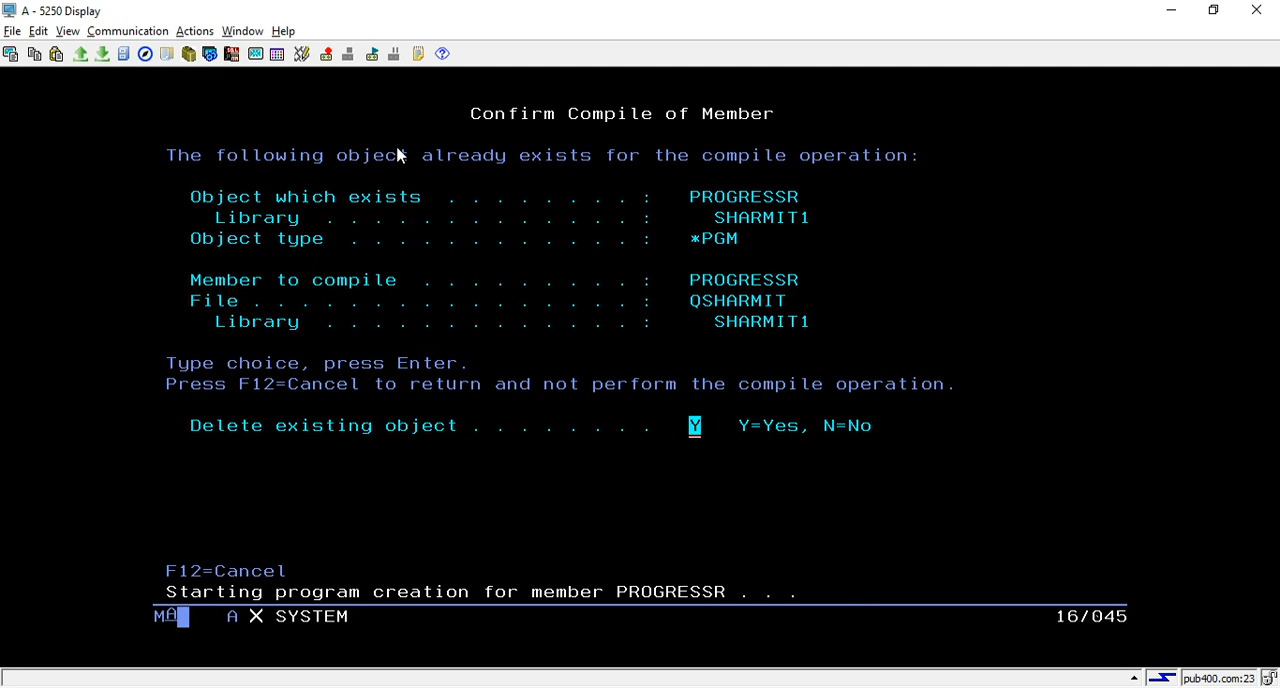 A - 5250 Display
File Edit View Communication Actions Window Help
Confirm Compile of Member
The following object already exists for the compile operation:
Object which exists . . . . . . . . : PROGRESSR
Library . . . . . . . . . . . . . : SHARMIT1
Object type . . . . . . . . . . . . : *PGM
Member to compile . . . . . . . . . : PROGRESSR
File . . . . . . . . . . . . . . . . : QSHARMIT
Library . . . . . . . . . . . . . : SHARMIT1
Type choice, press Enter.
Press F12=Cancel to return and not perform the compile operation.
Delete existing object . . . . . . . . Y Y=Yes, N=No
F12=Cancel
Starting program creation for member PROGRESSR . . .
MA A X SYSTEM 16/045
pub400.com:23